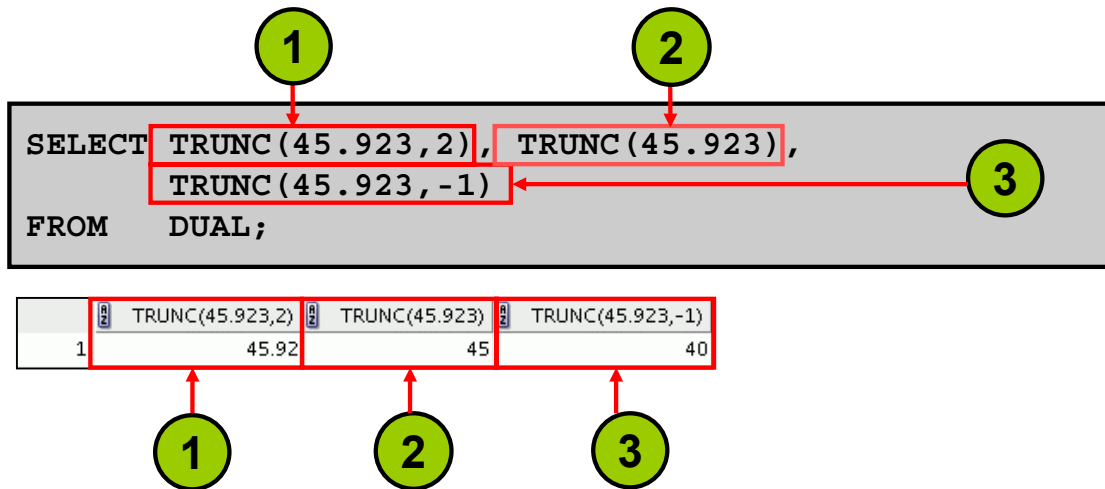 1 2
SELECT TRUNC(45.923,2), TRUNC(45.923),
TRUNC(45.923,-1) 3
FROM DUAL;
TRUNC(45.923,2) TRUNC(45.923) TRUNC(45.923,-1)
1 45.92 45 40
1 2 3